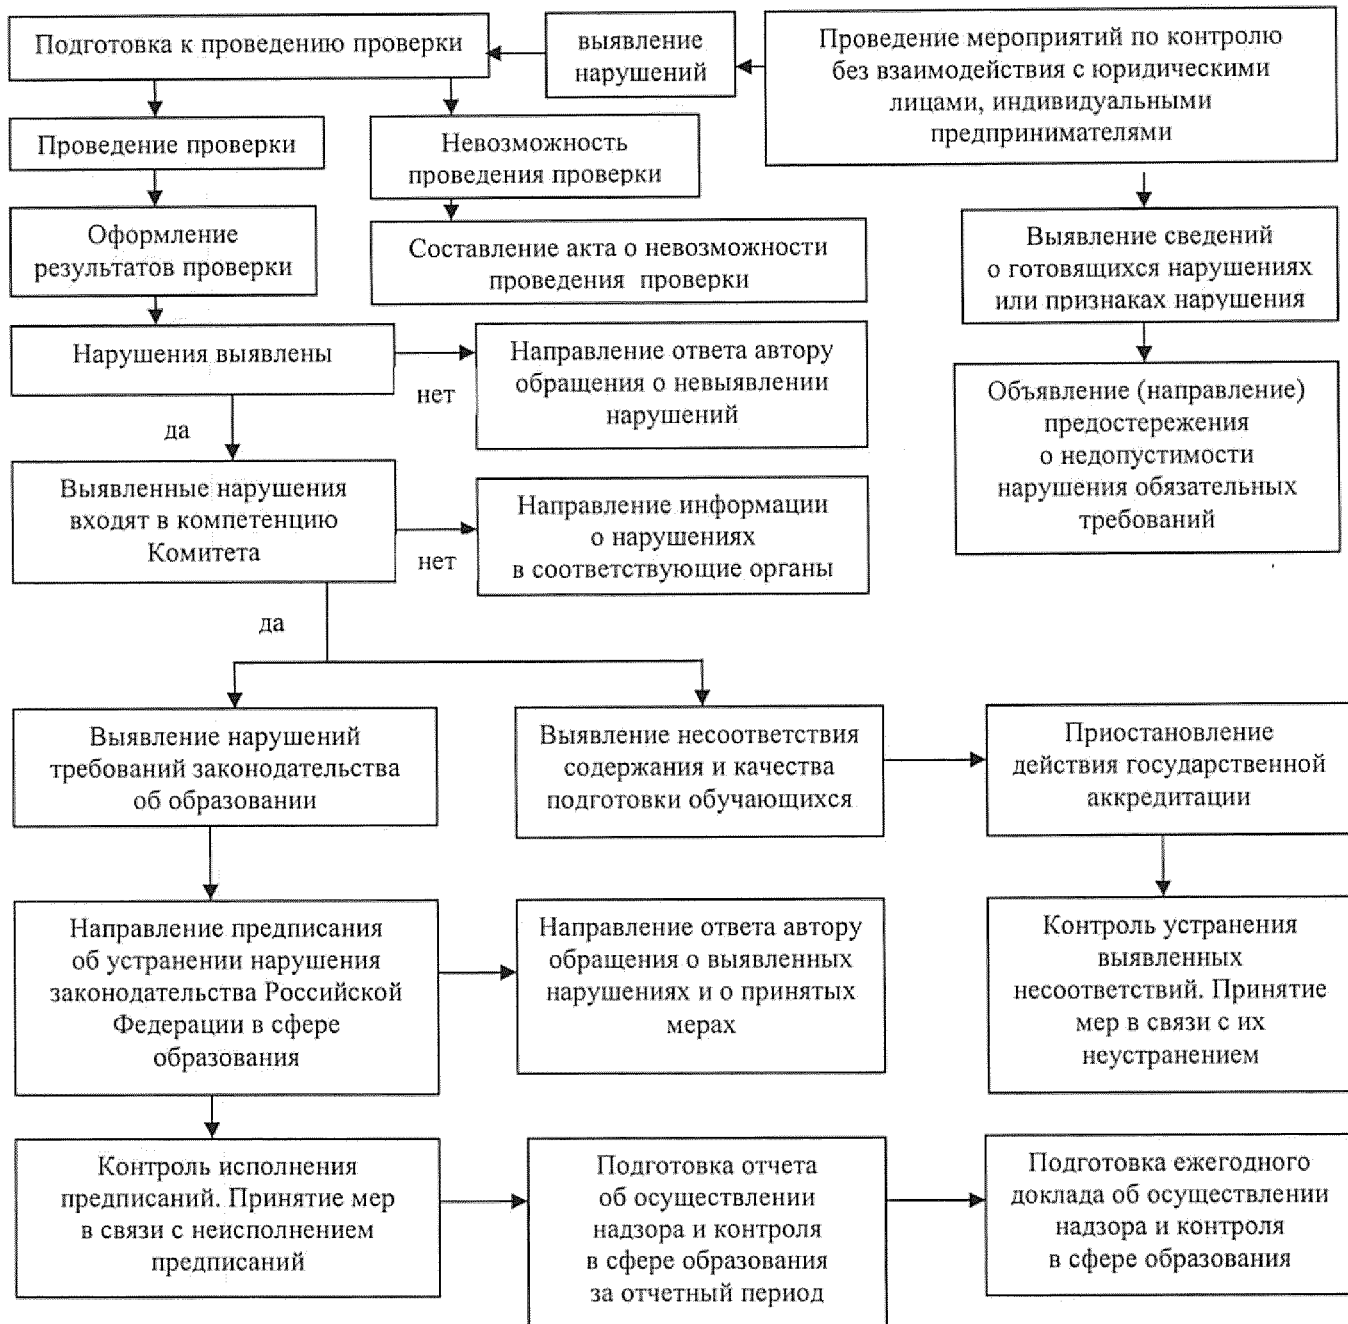 Подготовка к проведению проверки
выявление
нарушений
Проведение мероприятий по контролю
без взаимодействия с юридическими
лицами, индивидуальными
предпринимателями
Проведение проверки
Невозможность
проведения проверки
Оформление
результатов проверки
Составление акта о невозможности
проведения проверки
Выявление сведений
о готовящихся нарушениях
или признаках нарушения
Нарушения выявлены
нет
Направление ответа автору
обращения о невыявлении
нарушений
Объявление (направление)
предостережения
о недопустимости
нарушения обязательных
требований
да
Выявленные нарушения
входят в компетенцию
Комитета
нет
Направление информации
о нарушениях
в соответствующие органы
да
Выявление нарушений
требований законодательства
об образовании
Выявление несоответствия
содержания и качества
подготовки обучающихся
Приостановление
действия государственной
аккредитации
Направление предписания
об устранении нарушения
законодательства Российской
Федерации в сфере
образования
Направление ответа автору
обращения о выявленных
нарушениях и о принятых
мерах
Контроль устранения
выявленных
несоответствий. Принятие
мер в связи с их
неустранением
Контроль исполнения
предписаний. Принятие мер
в связи с неисполнением
предписаний
Подготовка отчета
об осуществлении
надзора и контроля
в сфере образования
за отчетный период
Подготовка ежегодного
доклада об осуществлении
надзора и контроля
в сфере образования